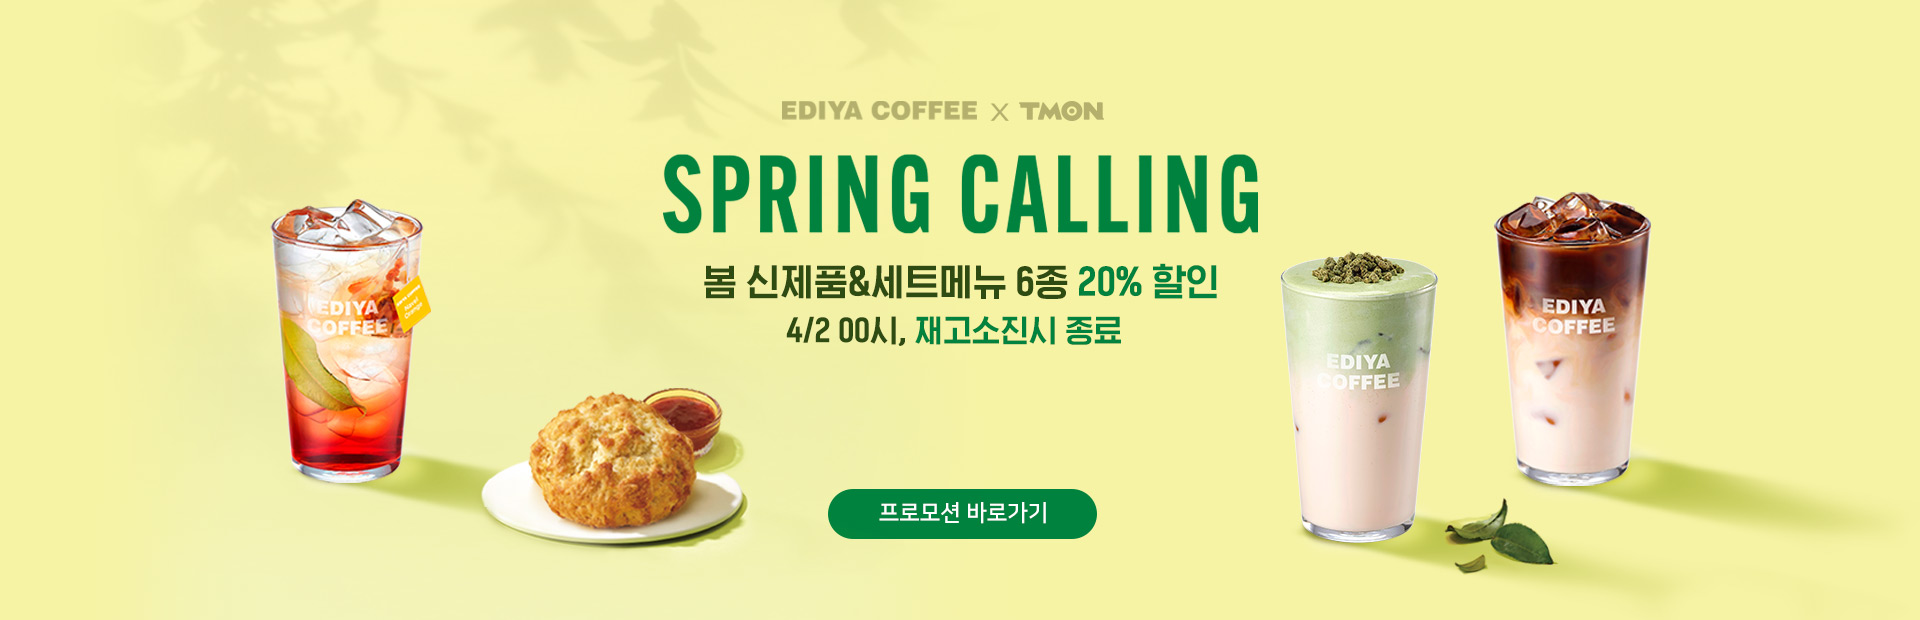 EDIYA COFFEE X TMON
SPRING CALLING
봄 신제품&세트메뉴 6종 20% 할인
4/2 00시, 재고소진시 종료
프로모션 바로가기
EDIYA
COFFEE
EDIYA
COFFEE
EDIYA
COFFEE